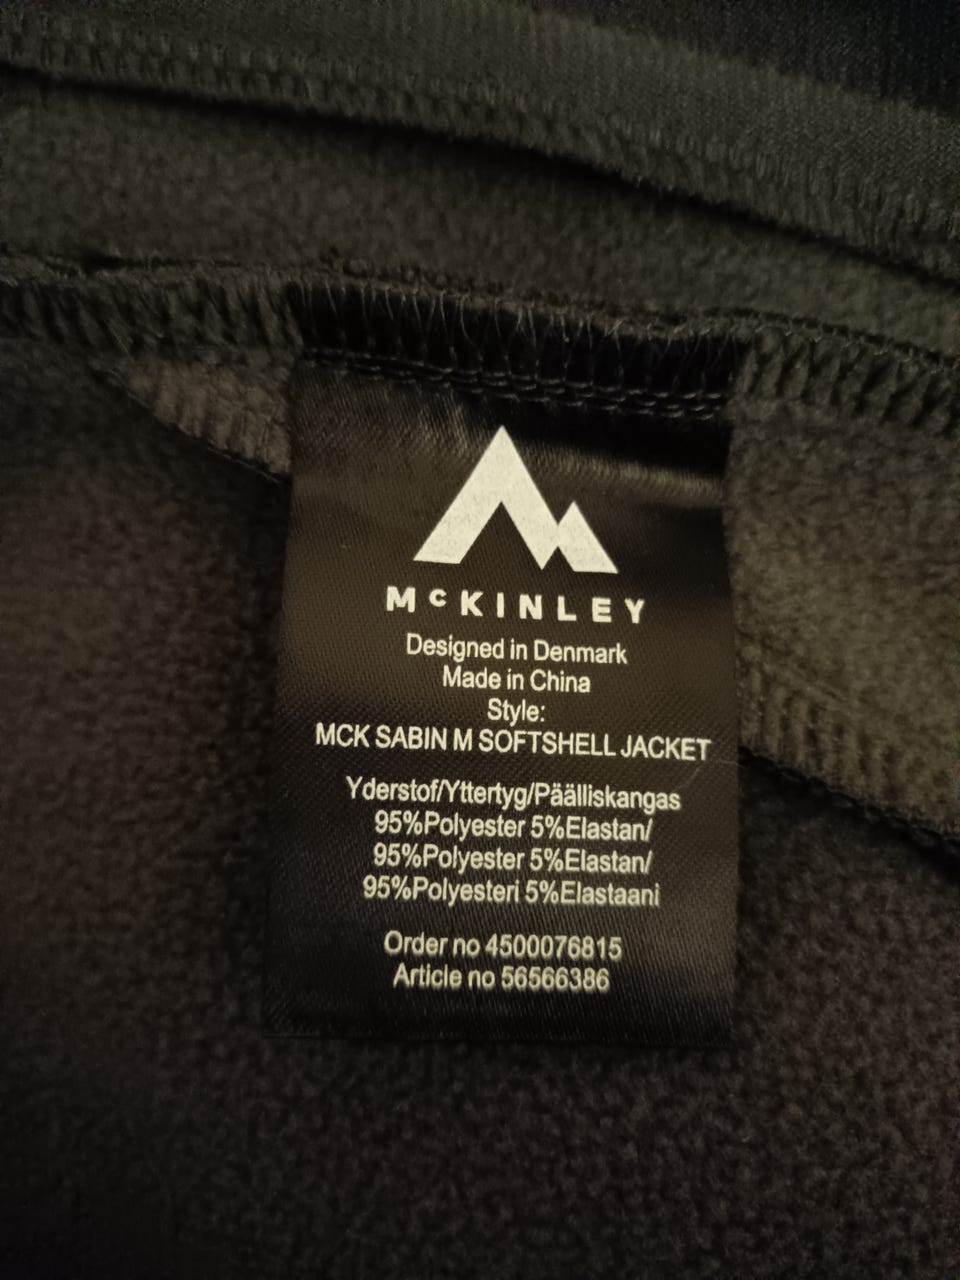 McKINLEY
Designed in Denmark
Made in China
Style:
MCK SABIN M SOFTSHELL JACKET
Yderstof/Yttertyg/Päälliskangas
95%Polyester 5%Elastan/
95%Polyester 5%Elastan/
95%Polyesteri 5%Elastaani
Order no 4500076815
Article no 56566386